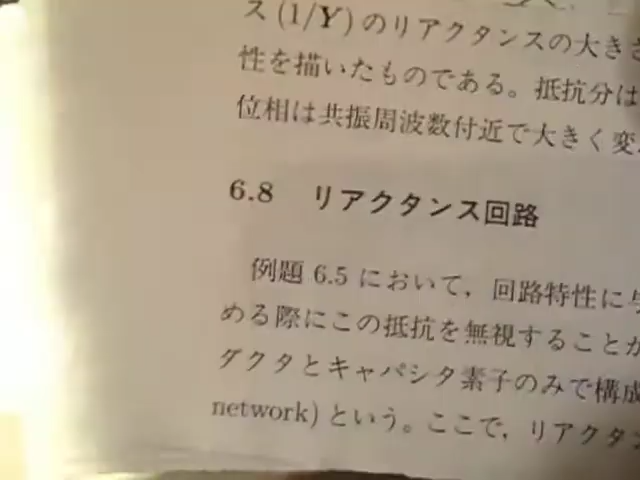 ス (1/Y) のリアクタンスの大きさ
性を描いたものである。抵抗分は
位相は共振周波数付近で大きく変
6.8 リアクタンス回路
例題 6.5 において，回路特性に与
める際にこの抵抗を無視することが
ダクタとキャパシタ素子のみで構成
network) という。ここで，リアクタン